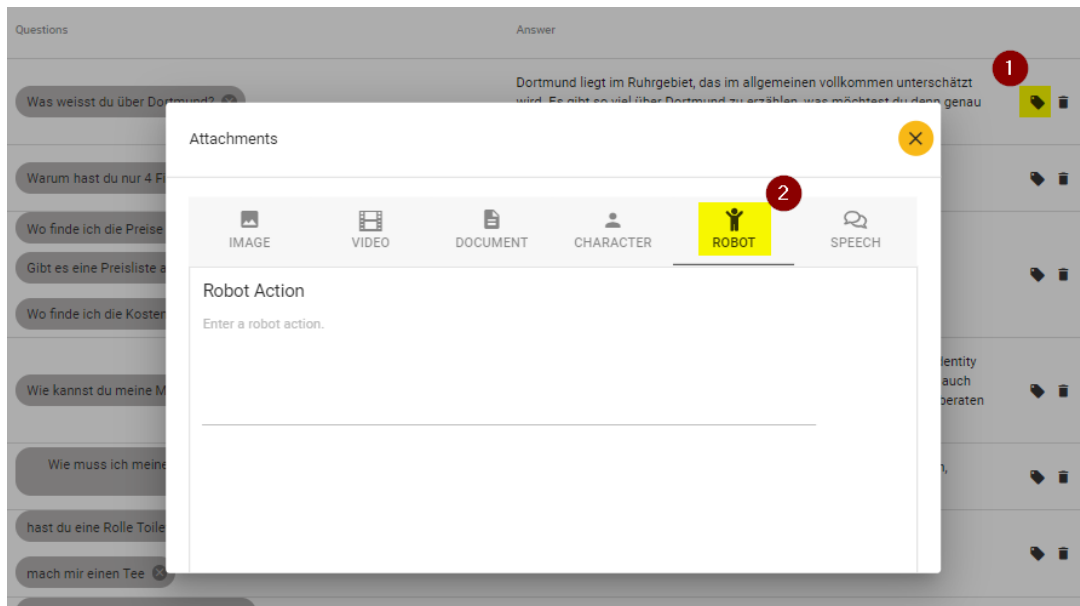 Questions
Answer
1
Dortmund liegt im Ruhrgebiet, das im allgemeinen vollkommen unterschätzt
Was weisst du über Dortmund?
wird. Es gibt so viel über Dortmund zu erzählen, was möchtest du denn genau
Attachments
Warum hast du nur 4
2
Wo finde ich die Preise
IMAGE
VIDEO
DOCUMENT
CHARACTER
ROBOT
SPEECH
Gibt es eine Preisliste
Robot Action
Wo finde ich die
Enter a robot action.
auch
Wie kannst du meine
Wie muss ich meine
hast du eine Rolle
mach mir einen Tee